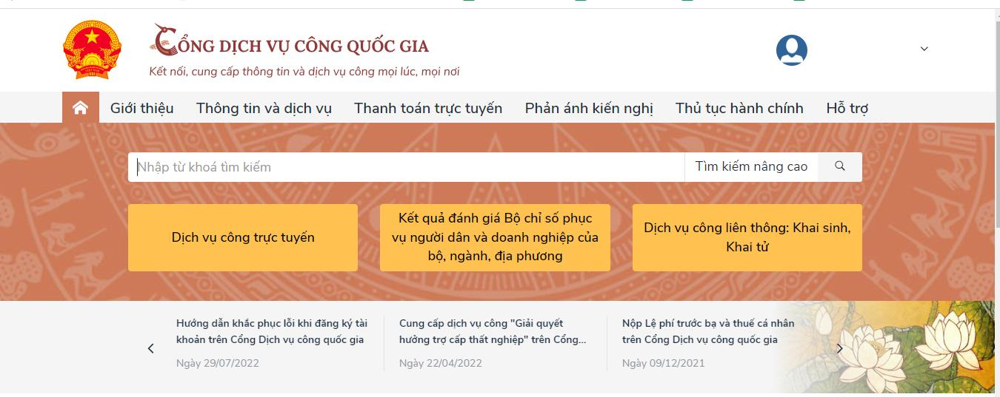 CỔNG DỊCH VỤ CÔNG QUỐC GIA
Kết nối, cung cấp thông tin và dịch vụ công mọi lúc, mọi nơi
Giới thiệu Thông tin và dịch vụ Thanh toán trực tuyến Phản ánh kiến nghị Thủ tục hành chính Hỗ trợ
Nhập từ khoá tìm kiếm Tìm kiếm nâng cao
Dịch vụ công trực tuyến
Kết quả đánh giá Bộ chỉ số phục
vụ người dân và doanh nghiệp của
bộ, ngành, địa phương
Dịch vụ công liên thông: Khai sinh,
Khai tử
Hướng dẫn khắc phục lỗi khi đăng ký tài
khoản trên Cổng Dịch vụ công quốc gia
Ngày 29/07/2022
Cung cấp dịch vụ công "Giải quyết
hưởng trợ cấp thất nghiệp" trên Cổng...
Ngày 22/04/2022
Nộp Lệ phí trước bạ và thuế cá nhân
trên Cổng Dịch vụ công quốc gia
Ngày 09/12/2021